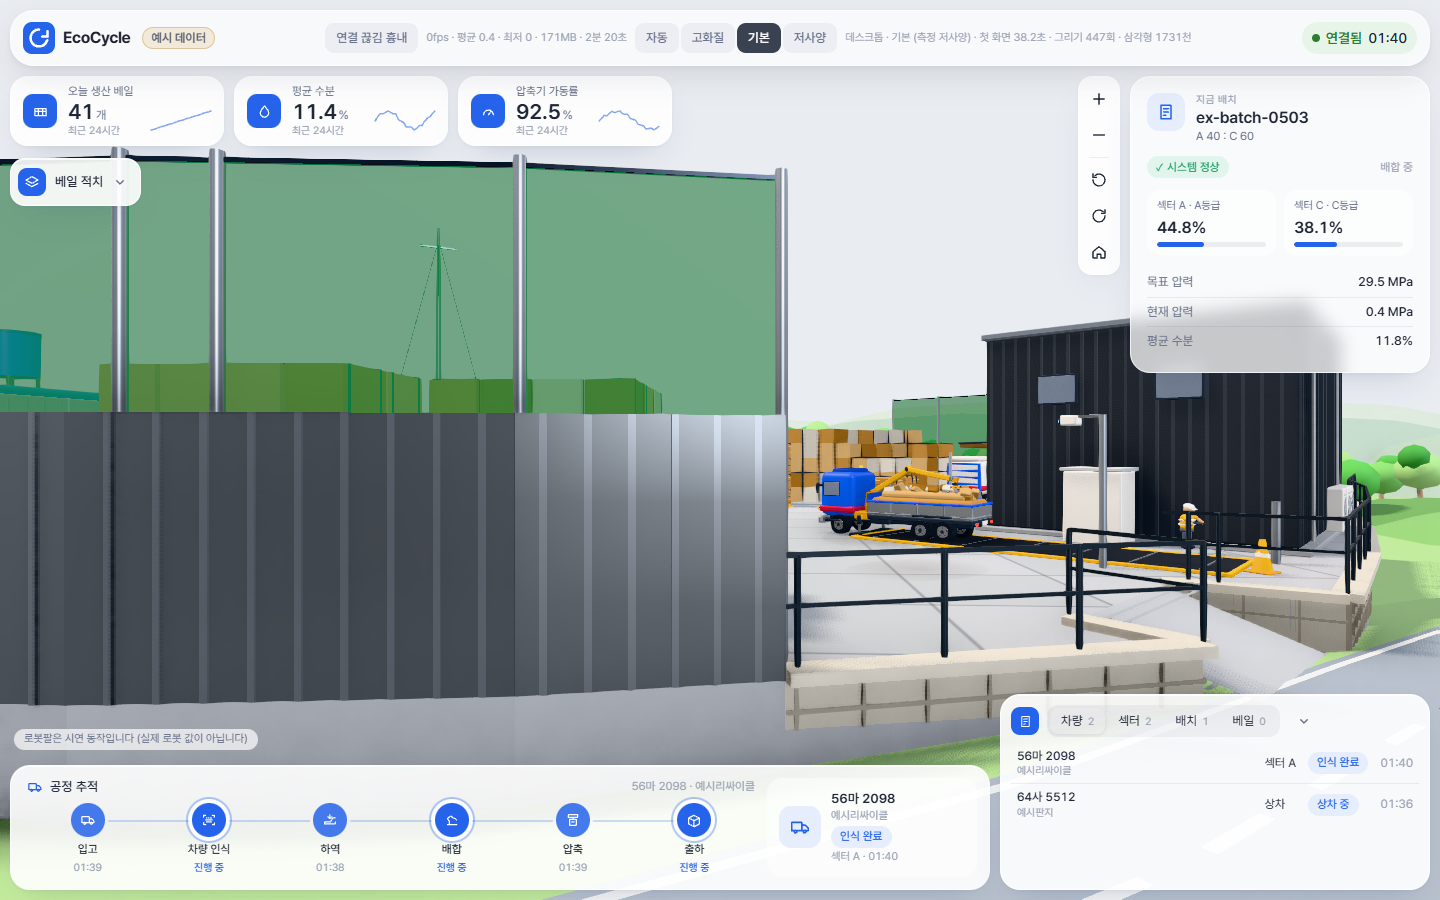 EcoCycle
예시 데이터
연결 끊김 흉내
0fps · 평균 0.4 · 최저 0 · 171MB · 2분 20초
자동
고화질
기본
저사양
데스크톱 · 기본 (측정 저사양) · 첫 화면 38.2초 · 그리기 447회 · 삼각형 1731천
연결됨 01:40
오늘 생산 베일
41 개
최근 24시간
평균 수분
11.4 %
최근 24시간
압축기 가동률
92.5 %
최근 24시간
베일 적치
지금 배치
ex-batch-0503
A 40 : C 60
✓ 시스템 정상
배합 중
섹터 A · A등급
44.8%
섹터 C · C등급
38.1%
목표 압력 29.5 MPa
현재 압력 0.4 MPa
평균 수분 11.8%
로봇팔은 시연 동작입니다 (실제 로봇 값이 아닙니다)
공정 추적
56마 2098 · 예시리싸이클
입고
01:39
차량 인식
진행 중
하역
01:38
배합
진행 중
압축
01:39
출하
진행 중
56마 2098
예시리싸이클
인식 완료
섹터 A · 01:40
차량 2
섹터 2
배치 1
베일 0
56마 2098
예시리싸이클
섹터 A
인식 완료
01:40
64사 5512
예시판지
상차
상차 중
01:36